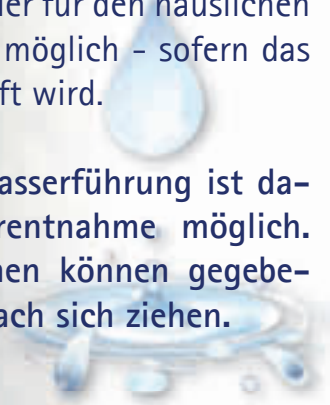 er für den häuslichen
möglich - sofern das
ft wird.
asserführung ist da-
rentnahme möglich.
nen können gegebe-
ach sich ziehen.